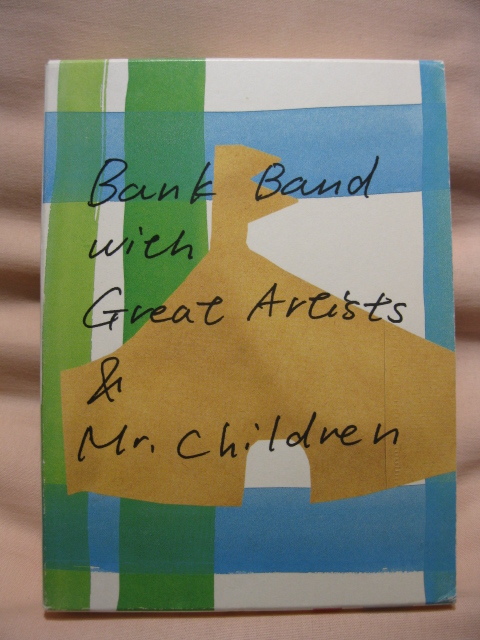 Bank Band
with
Great Artists
&
Mr. Children